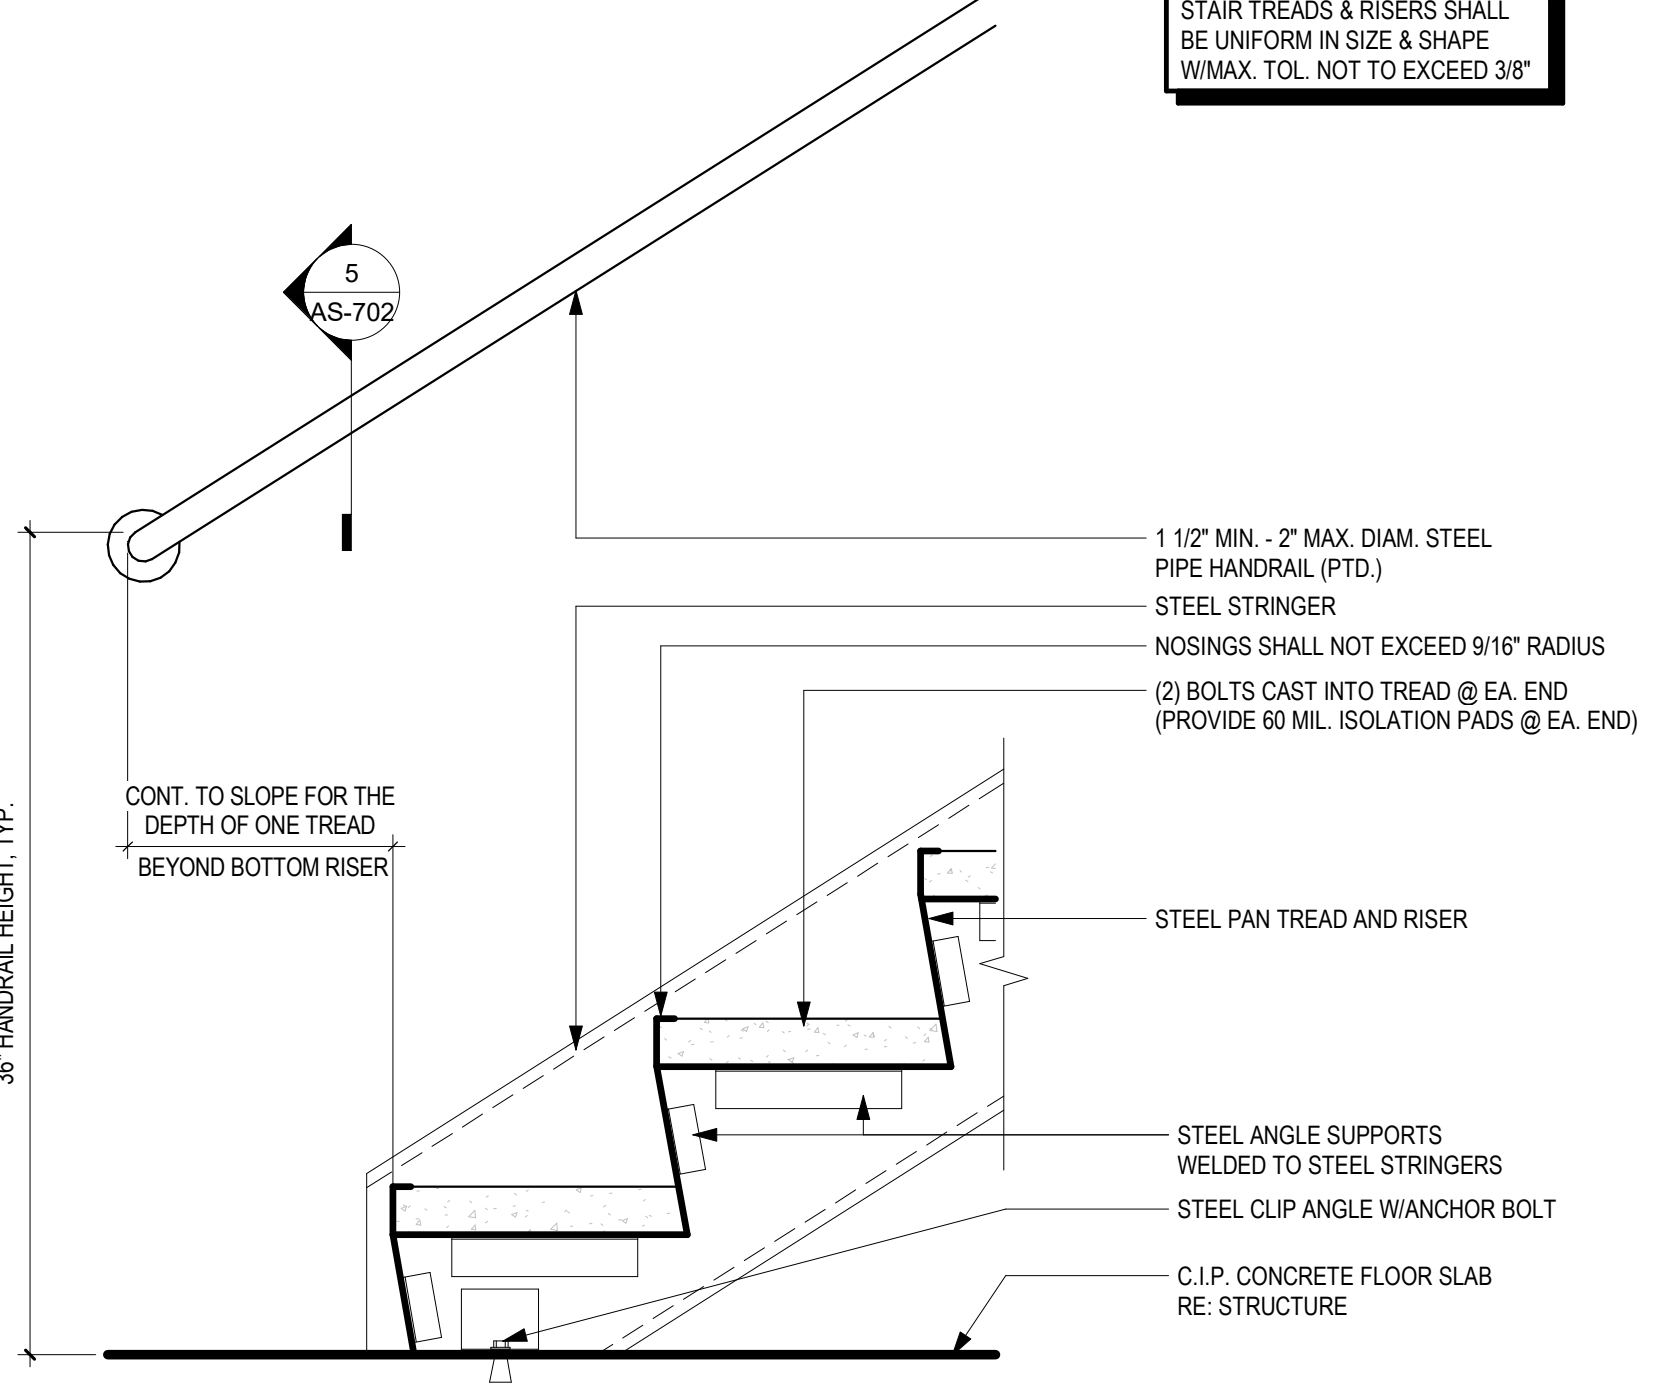 STAIR TREADS & RISERS SHALL
BE UNIFORM IN SIZE & SHAPE
W/MAX. TOL. NOT TO EXCEED 3/8"
5
AS-702
1 1/2" MIN. - 2" MAX. DIAM. STEEL
PIPE HANDRAIL (PTD.)
STEEL STRINGER
NOSINGS SHALL NOT EXCEED 9/16" RADIUS
(2) BOLTS CAST INTO TREAD @ EA. END
(PROVIDE 60 MIL. ISOLATION PADS @ EA. END)
CONT. TO SLOPE FOR THE
DEPTH OF ONE TREAD
BEYOND BOTTOM RISER
36" HANDRAIL HEIGHT, TYP.
STEEL PAN TREAD AND RISER
STEEL ANGLE SUPPORTS
WELDED TO STEEL STRINGERS
STEEL CLIP ANGLE W/ANCHOR BOLT
C.I.P. CONCRETE FLOOR SLAB
RE: STRUCTURE